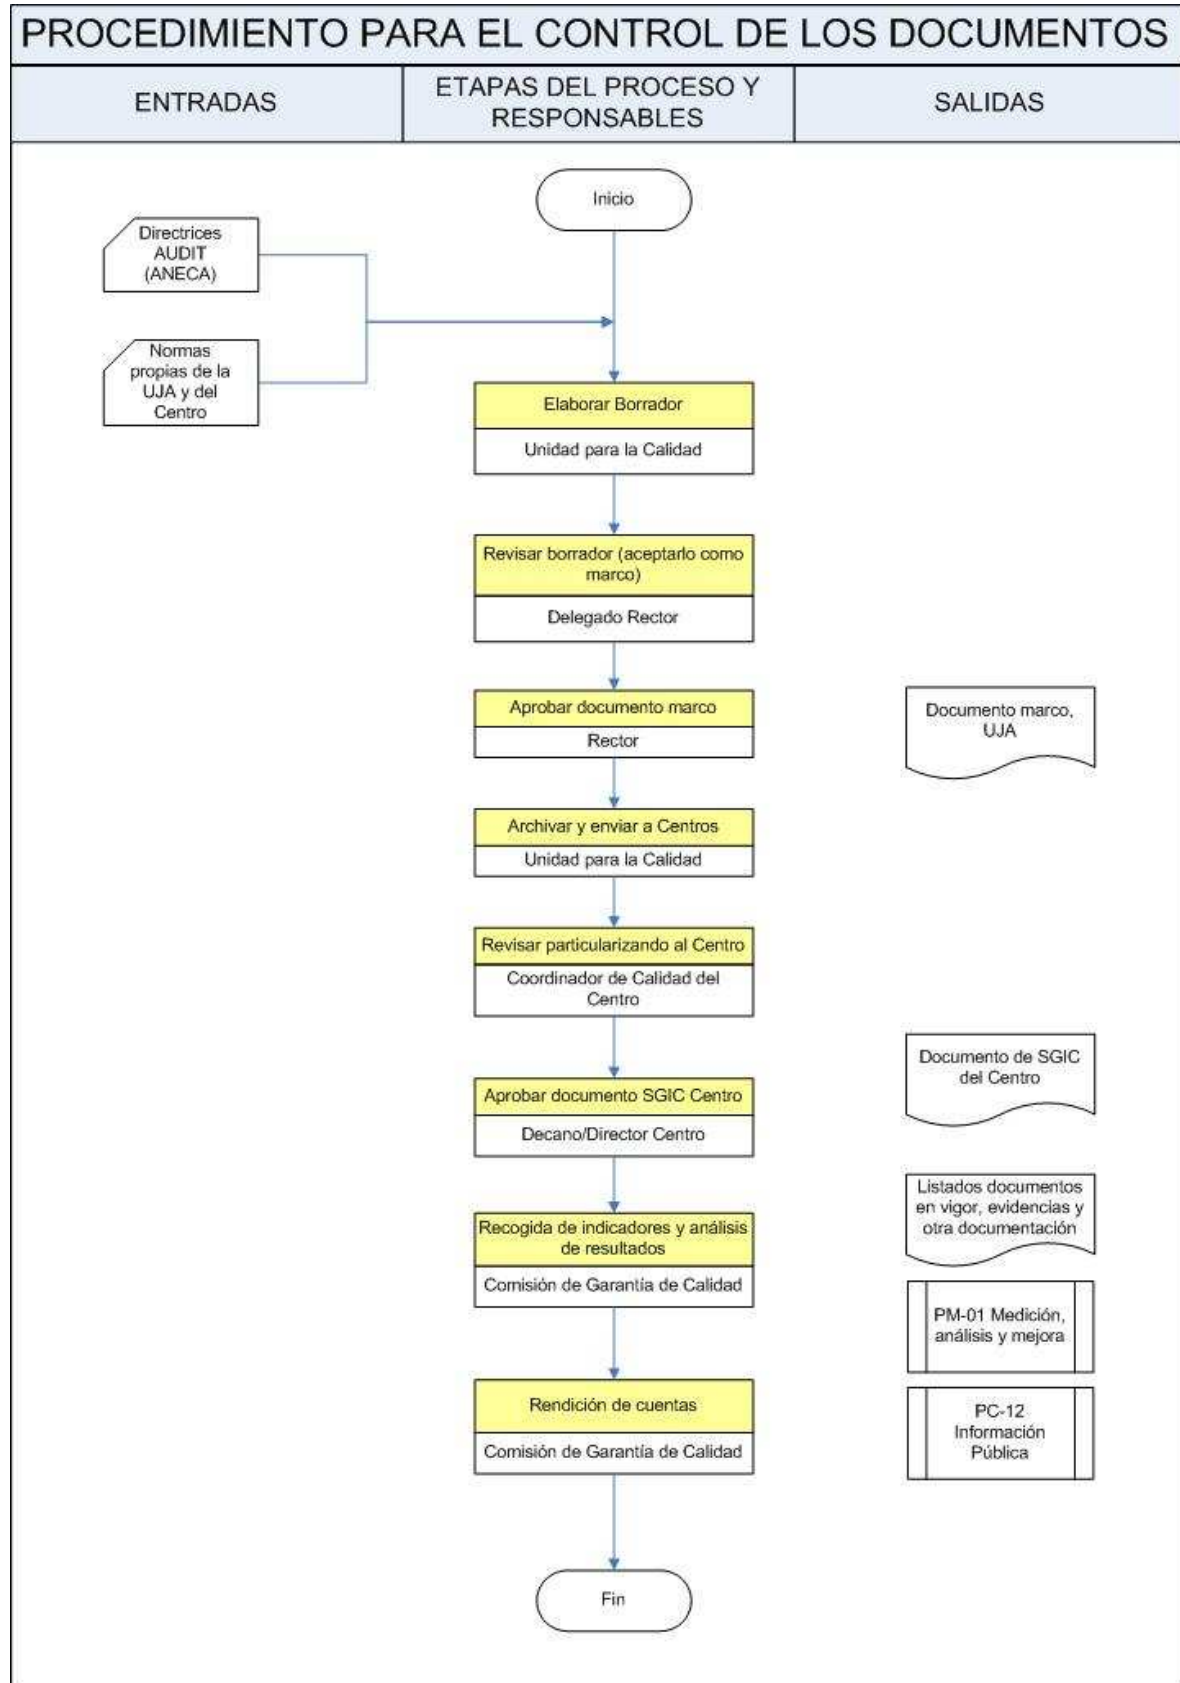 PROCEDIMIENTO PARA EL CONTROL DE LOS DOCUMENTOS
ENTRADAS
ETAPAS DEL PROCESO Y
RESPONSABLES
SALIDAS
Inicio
Directrices
AUDIT
(ANECA)
Normas
propias de la
UJA y del
Centro
Elaborar Borrador
Unidad para la Calidad
Revisar borrador (aceptarlo como
marco)
Delegado Rector
Aprobar documento marco
Rector
Documento marco,
UJA
Archivar y enviar a Centros
Unidad para la Calidad
Revisar particularizando al Centro
Coordinador de Calidad del
Centro
Documento de SGIC
del Centro
Aprobar documento SGIC Centro
Decano/Director Centro
Listados documentos
en vigor, evidencias y
otra documentación
Recogida de indicadores y análisis
de resultados
Comisión de Garantía de Calidad
PM-01 Medición,
análisis y mejora
Rendición de cuentas
Comisión de Garantía de Calidad
PC-12
Información
Pública
Fin